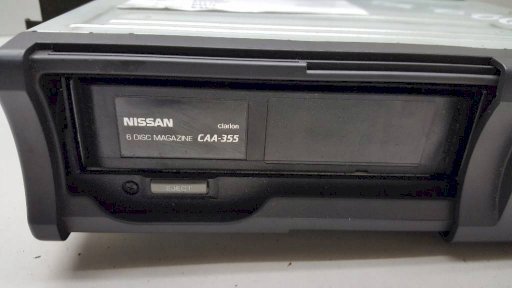 NISSAN
clarion
6 DISC MAGAZINE CAA-355
EJECT